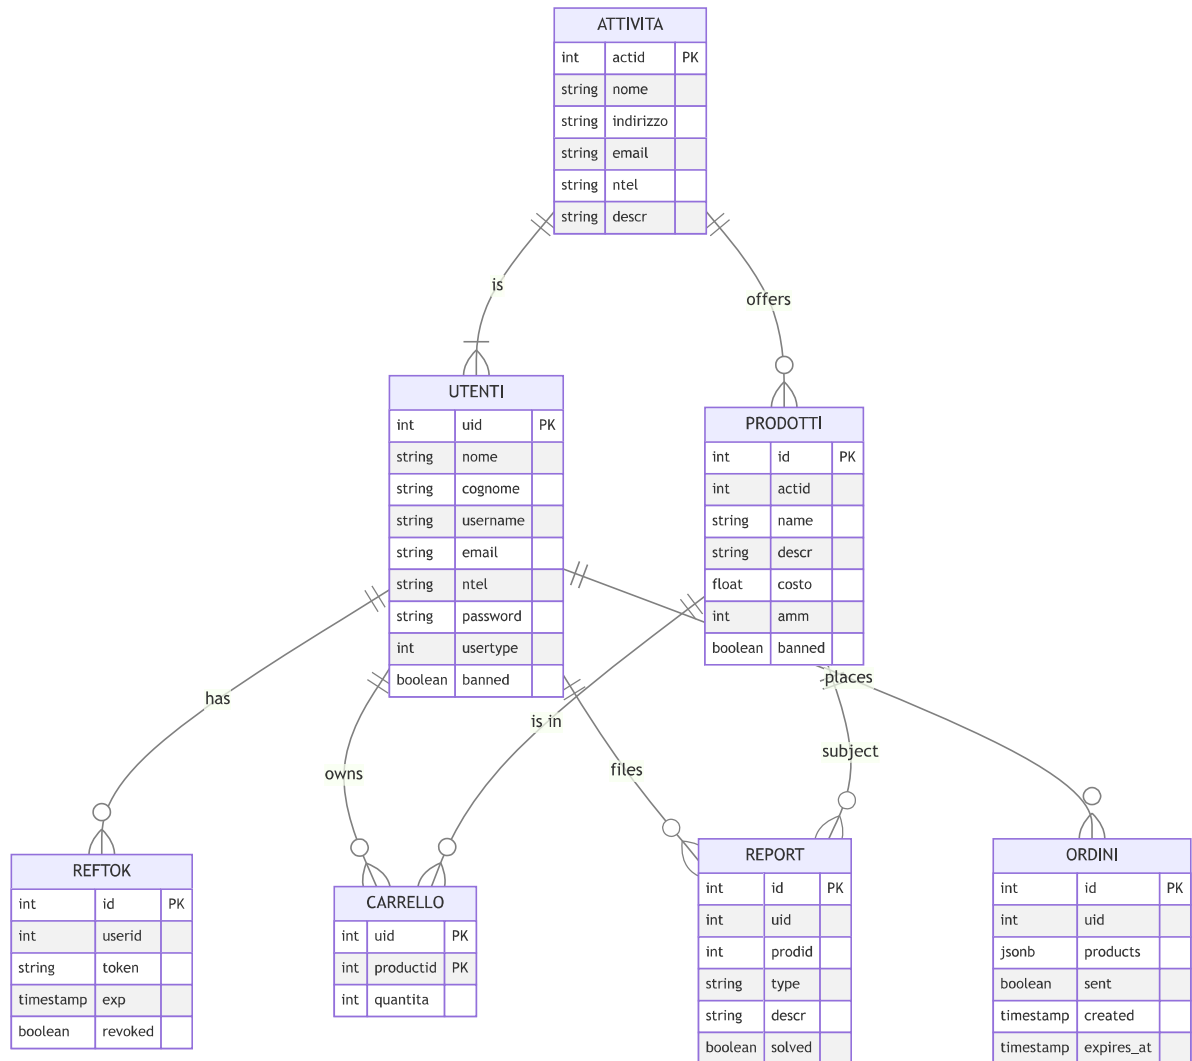 ATTIVITA
int actid PK
string nome
string indirizzo
string email
string ntel
string descr
is
offers
UTENTI
int uid PK
string nome
string cognome
string username
string email
string ntel
string password
int usertype
boolean banned
PRODOTTI
int id PK
int actid
string name
string descr
float costo
int amm
boolean banned
has
owns
is in
files
places
subject
REFTOK
int id PK
int userid
string token
timestamp exp
boolean revoked
CARRELLO
int uid PK
int productid PK
int quantita
REPORT
int id PK
int uid
int prodid
string type
string descr
boolean solved
ORDINI
int id PK
int uid
jsonb products
boolean sent
timestamp created
timestamp expires_at